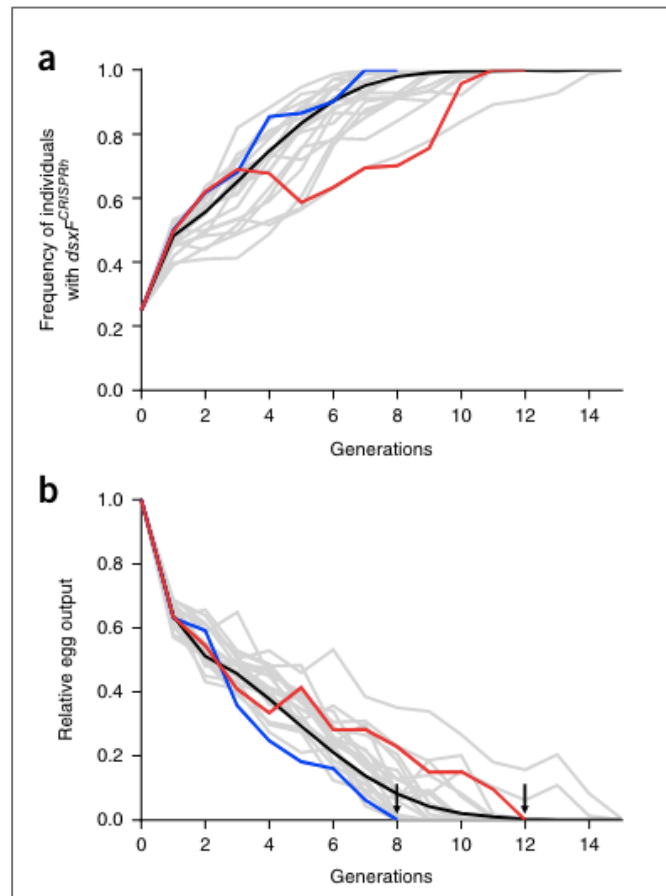 a
1.0
0.8
0.6
0.4
0.2
0.0
0 2 4 6 8 10 12 14
Generations
Frequency of individuals
with dsxF^CRISPRh
b
1.0
0.8
0.6
0.4
0.2
0.0
0 2 4 6 8 10 12 14
Generations
Relative egg output